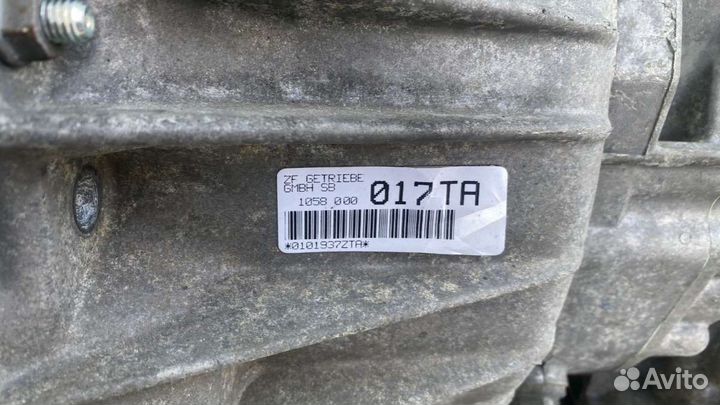 ZF GETRIEBE
GMBH SB
1058 000 017TA
*0101937ZTA*
Avito